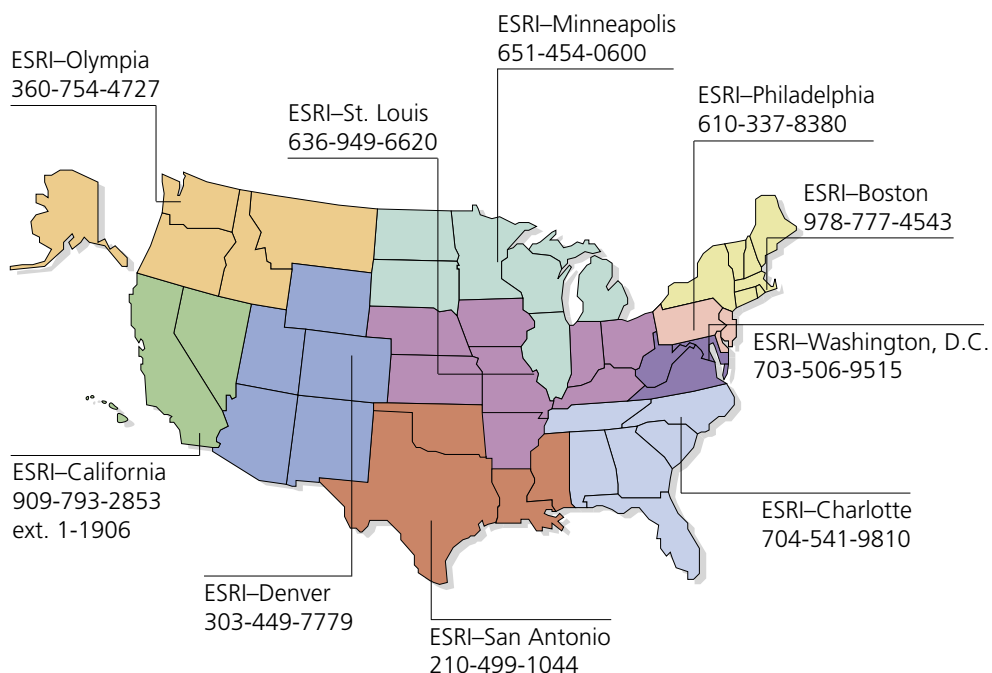 ESRI–Minneapolis
651-454-0600
ESRI–Olympia
360-754-4727
ESRI–Philadelphia
610-337-8380
ESRI–St. Louis
636-949-6620
ESRI–Boston
978-777-4543
ESRI–Washington, D.C.
703-506-9515
ESRI–California
909-793-2853
ext. 1-1906
ESRI–Charlotte
704-541-9810
ESRI–Denver
303-449-7779
ESRI–San Antonio
210-499-1044